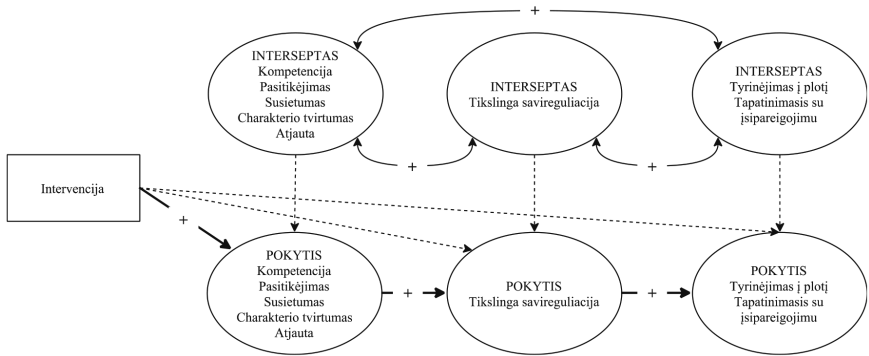 +
INTERSEPTAS
Kompetencija
Pasitikėjimas
Susietumas
Charakterio tvirtumas
Atjauta
INTERSEPTAS
Tikslinga savireguliacija
INTERSEPTAS
Tyrinėjimas į plotį
Tapatinimasis su
įsipareigojimu
+
+
Intervencija
+
POKYTIS
Kompetencija
Pasitikėjimas
Susietumas
Charakterio tvirtumas
Atjauta
+
POKYTIS
Tikslinga savireguliacija
+
POKYTIS
Tyrinėjimas į plotį
Tapatinimasis su
įsipareigojimu